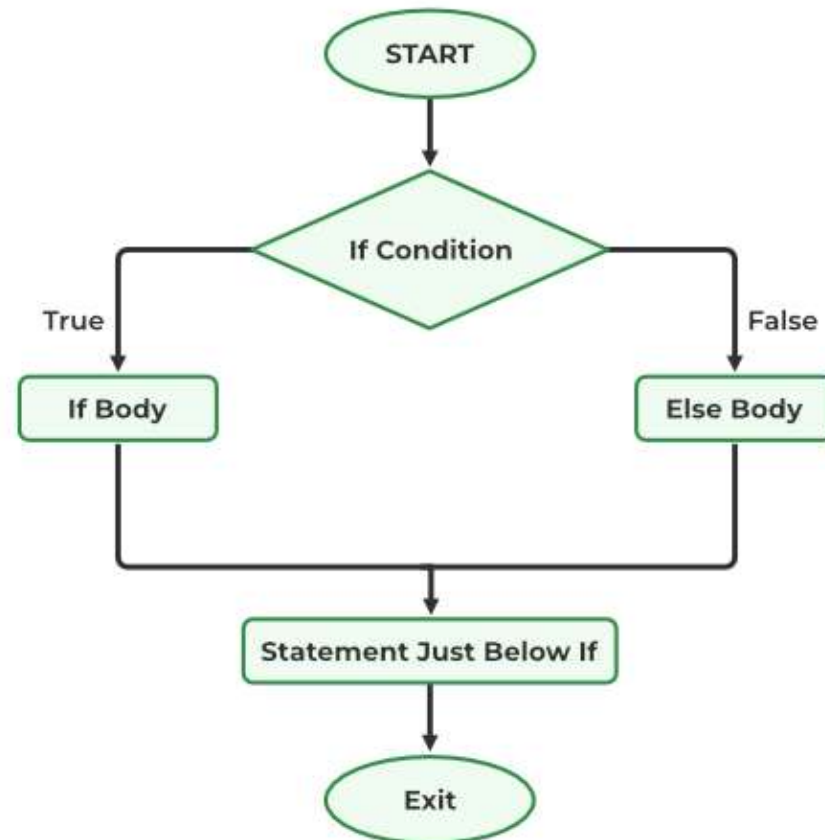 START
If Condition
True
False
If Body
Else Body
Statement Just Below If
Exit